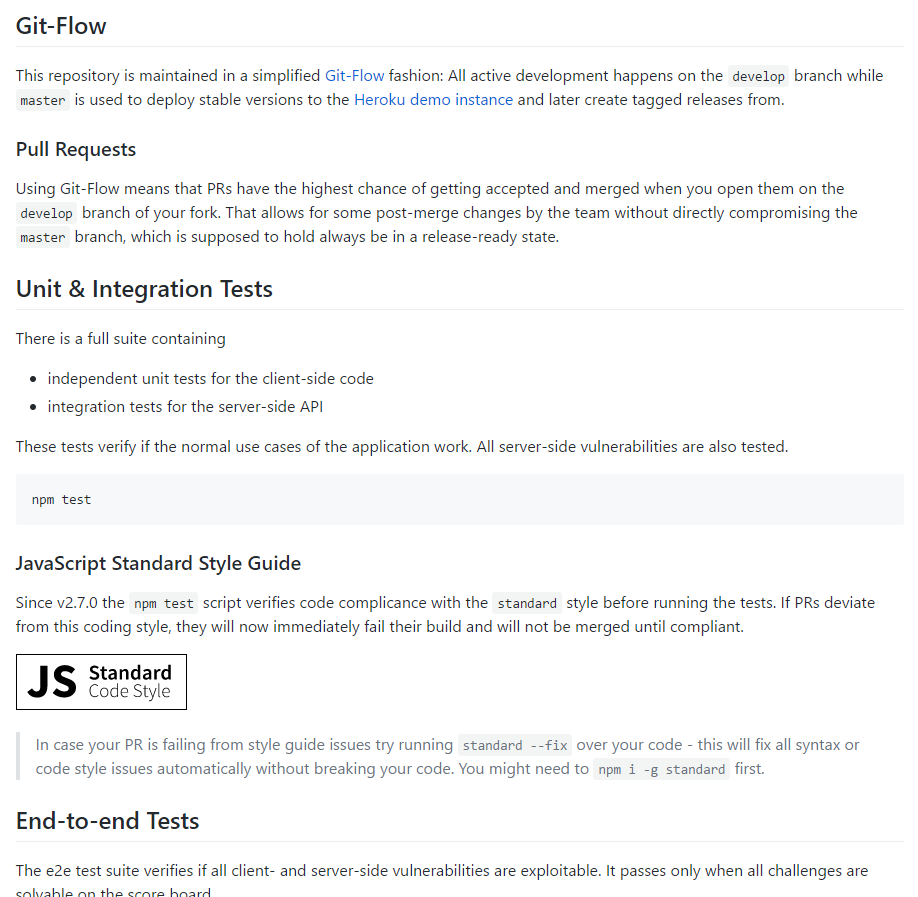 Git-Flow
This repository is maintained in a simplified Git-Flow fashion: All active development happens on the develop branch while
master is used to deploy stable versions to the Heroku demo instance and later create tagged releases from.
Pull Requests
Using Git-Flow means that PRs have the highest chance of getting accepted and merged when you open them on the
develop branch of your fork. That allows for some post-merge changes by the team without directly compromising the
master branch, which is supposed to hold always be in a release-ready state.
Unit & Integration Tests
There is a full suite containing
• independent unit tests for the client-side code
• integration tests for the server-side API
These tests verify if the normal use cases of the application work. All server-side vulnerabilities are also tested.
npm test
JavaScript Standard Style Guide
Since v2.7.0 the npm test script verifies code complicance with the standard style before running the tests. If PRs deviate
from this coding style, they will now immediately fail their build and will not be merged until compliant.
JS Standard
Code Style
In case your PR is failing from style guide issues try running standard --fix over your code - this will fix all syntax or
code style issues automatically without breaking your code. You might need to npm i -g standard first.
End-to-end Tests
The e2e test suite verifies if all client- and server-side vulnerabilities are exploitable. It passes only when all challenges are
solvable on the score board